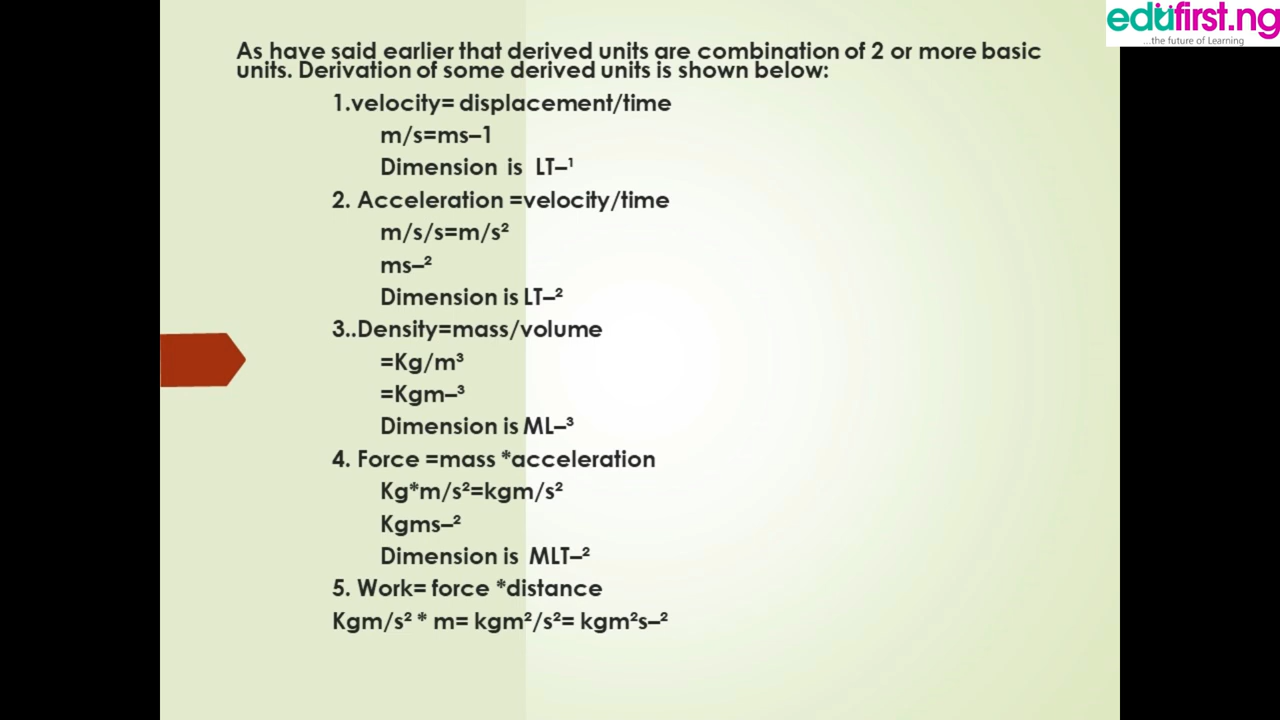 edufirst.ng
...the future of Learning
As have said earlier that derived units are combination of 2 or more basic
units. Derivation of some derived units is shown below:
1.velocity= displacement/time
m/s=ms–1
Dimension is LT–¹
2. Acceleration =velocity/time
m/s/s=m/s²
ms–²
Dimension is LT–²
3..Density=mass/volume
=Kg/m³
=Kgm–³
Dimension is ML–³
4. Force =mass *acceleration
Kg*m/s²=kgm/s²
Kgms–²
Dimension is MLT–²
5. Work= force *distance
Kgm/s² * m= kgm²/s²= kgm²s–²